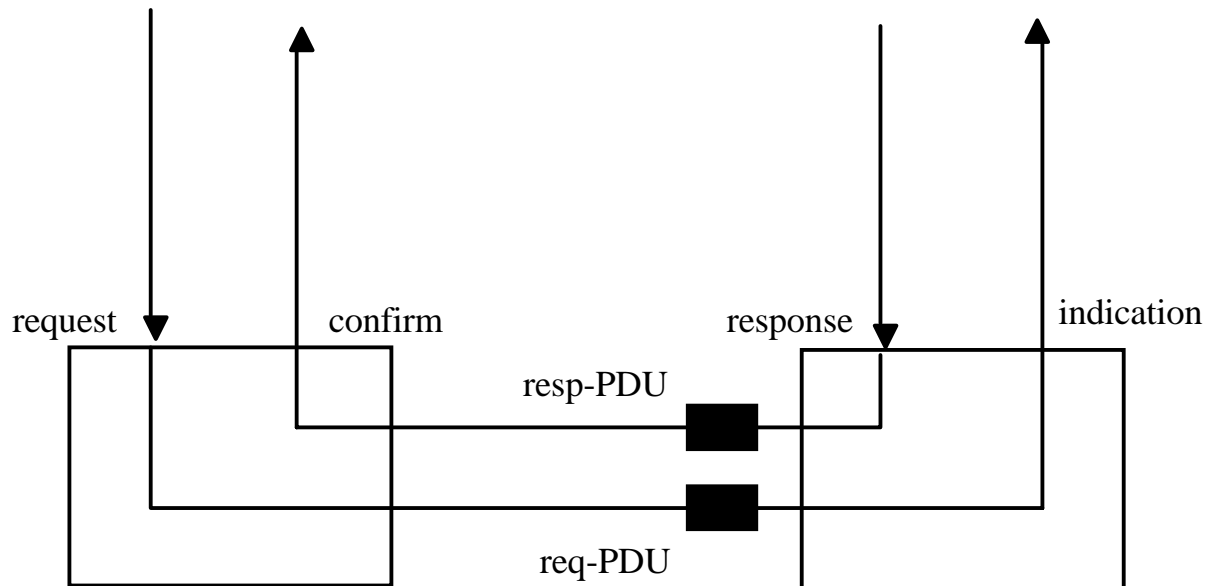 request
confirm
response
indication
resp-PDU
req-PDU